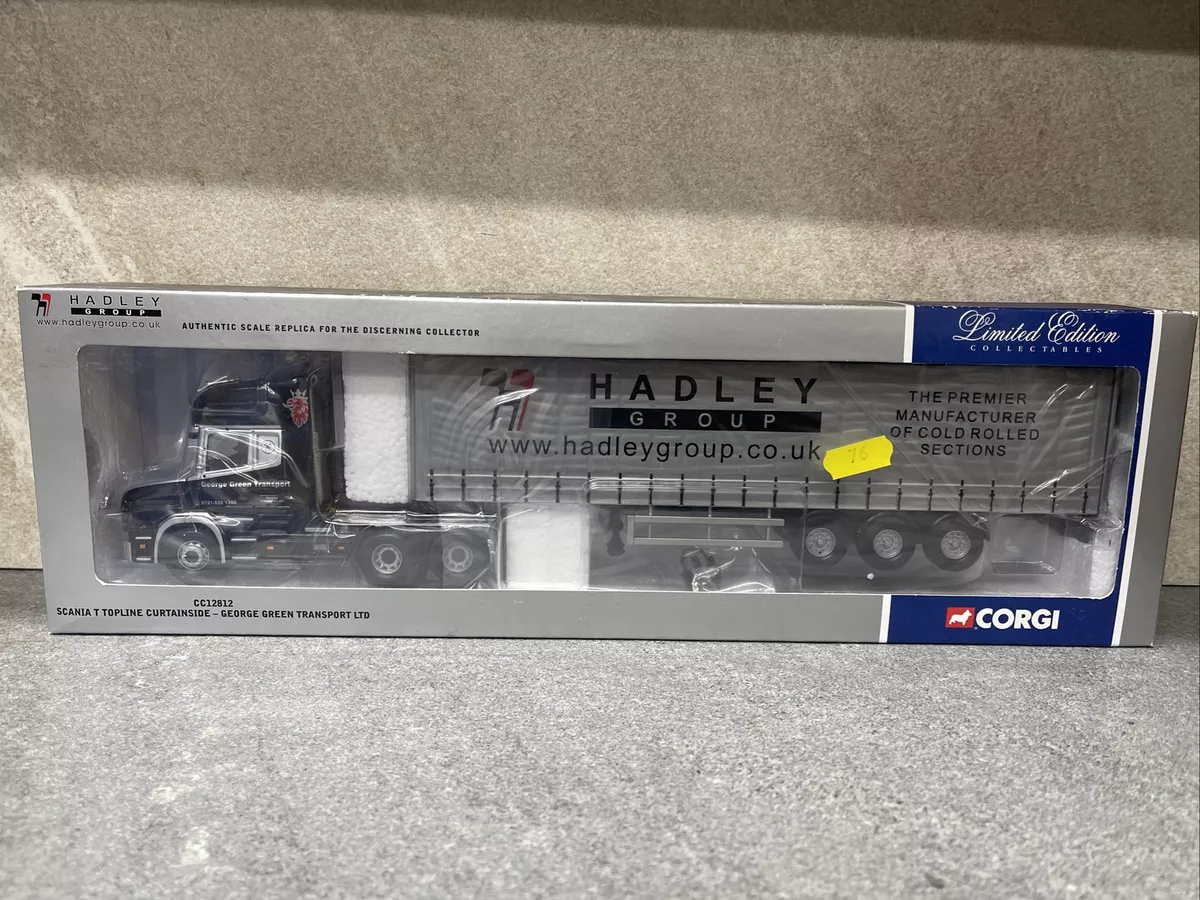 HADLEY
GROUP
www.hadleygroup.co.uk
AUTHENTIC SCALE REPLICA FOR THE DISCERNING COLLECTOR
Limited Edition
COLLECTABLES
HADLEY
GROUP
www.hadleygroup.co.uk
THE PREMIER
MANUFACTURER
OF COLD ROLLED
SECTIONS
76
George Green Transport
CC12812
SCANIA T TOPLINE CURTAINSIDE – GEORGE GREEN TRANSPORT LTD
CORGI